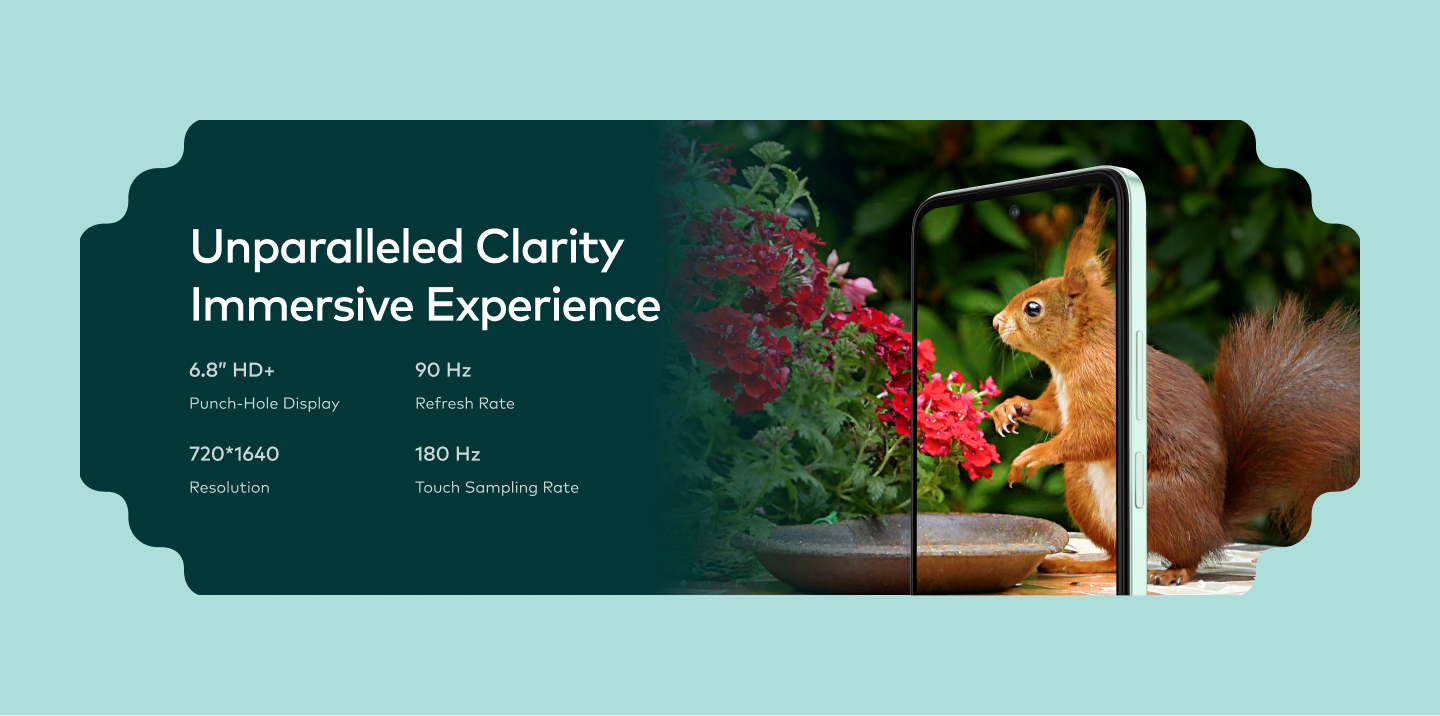 Unparalleled Clarity
Immersive Experience
6.8” HD+
Punch-Hole Display
90 Hz
Refresh Rate
720*1640
Resolution
180 Hz
Touch Sampling Rate